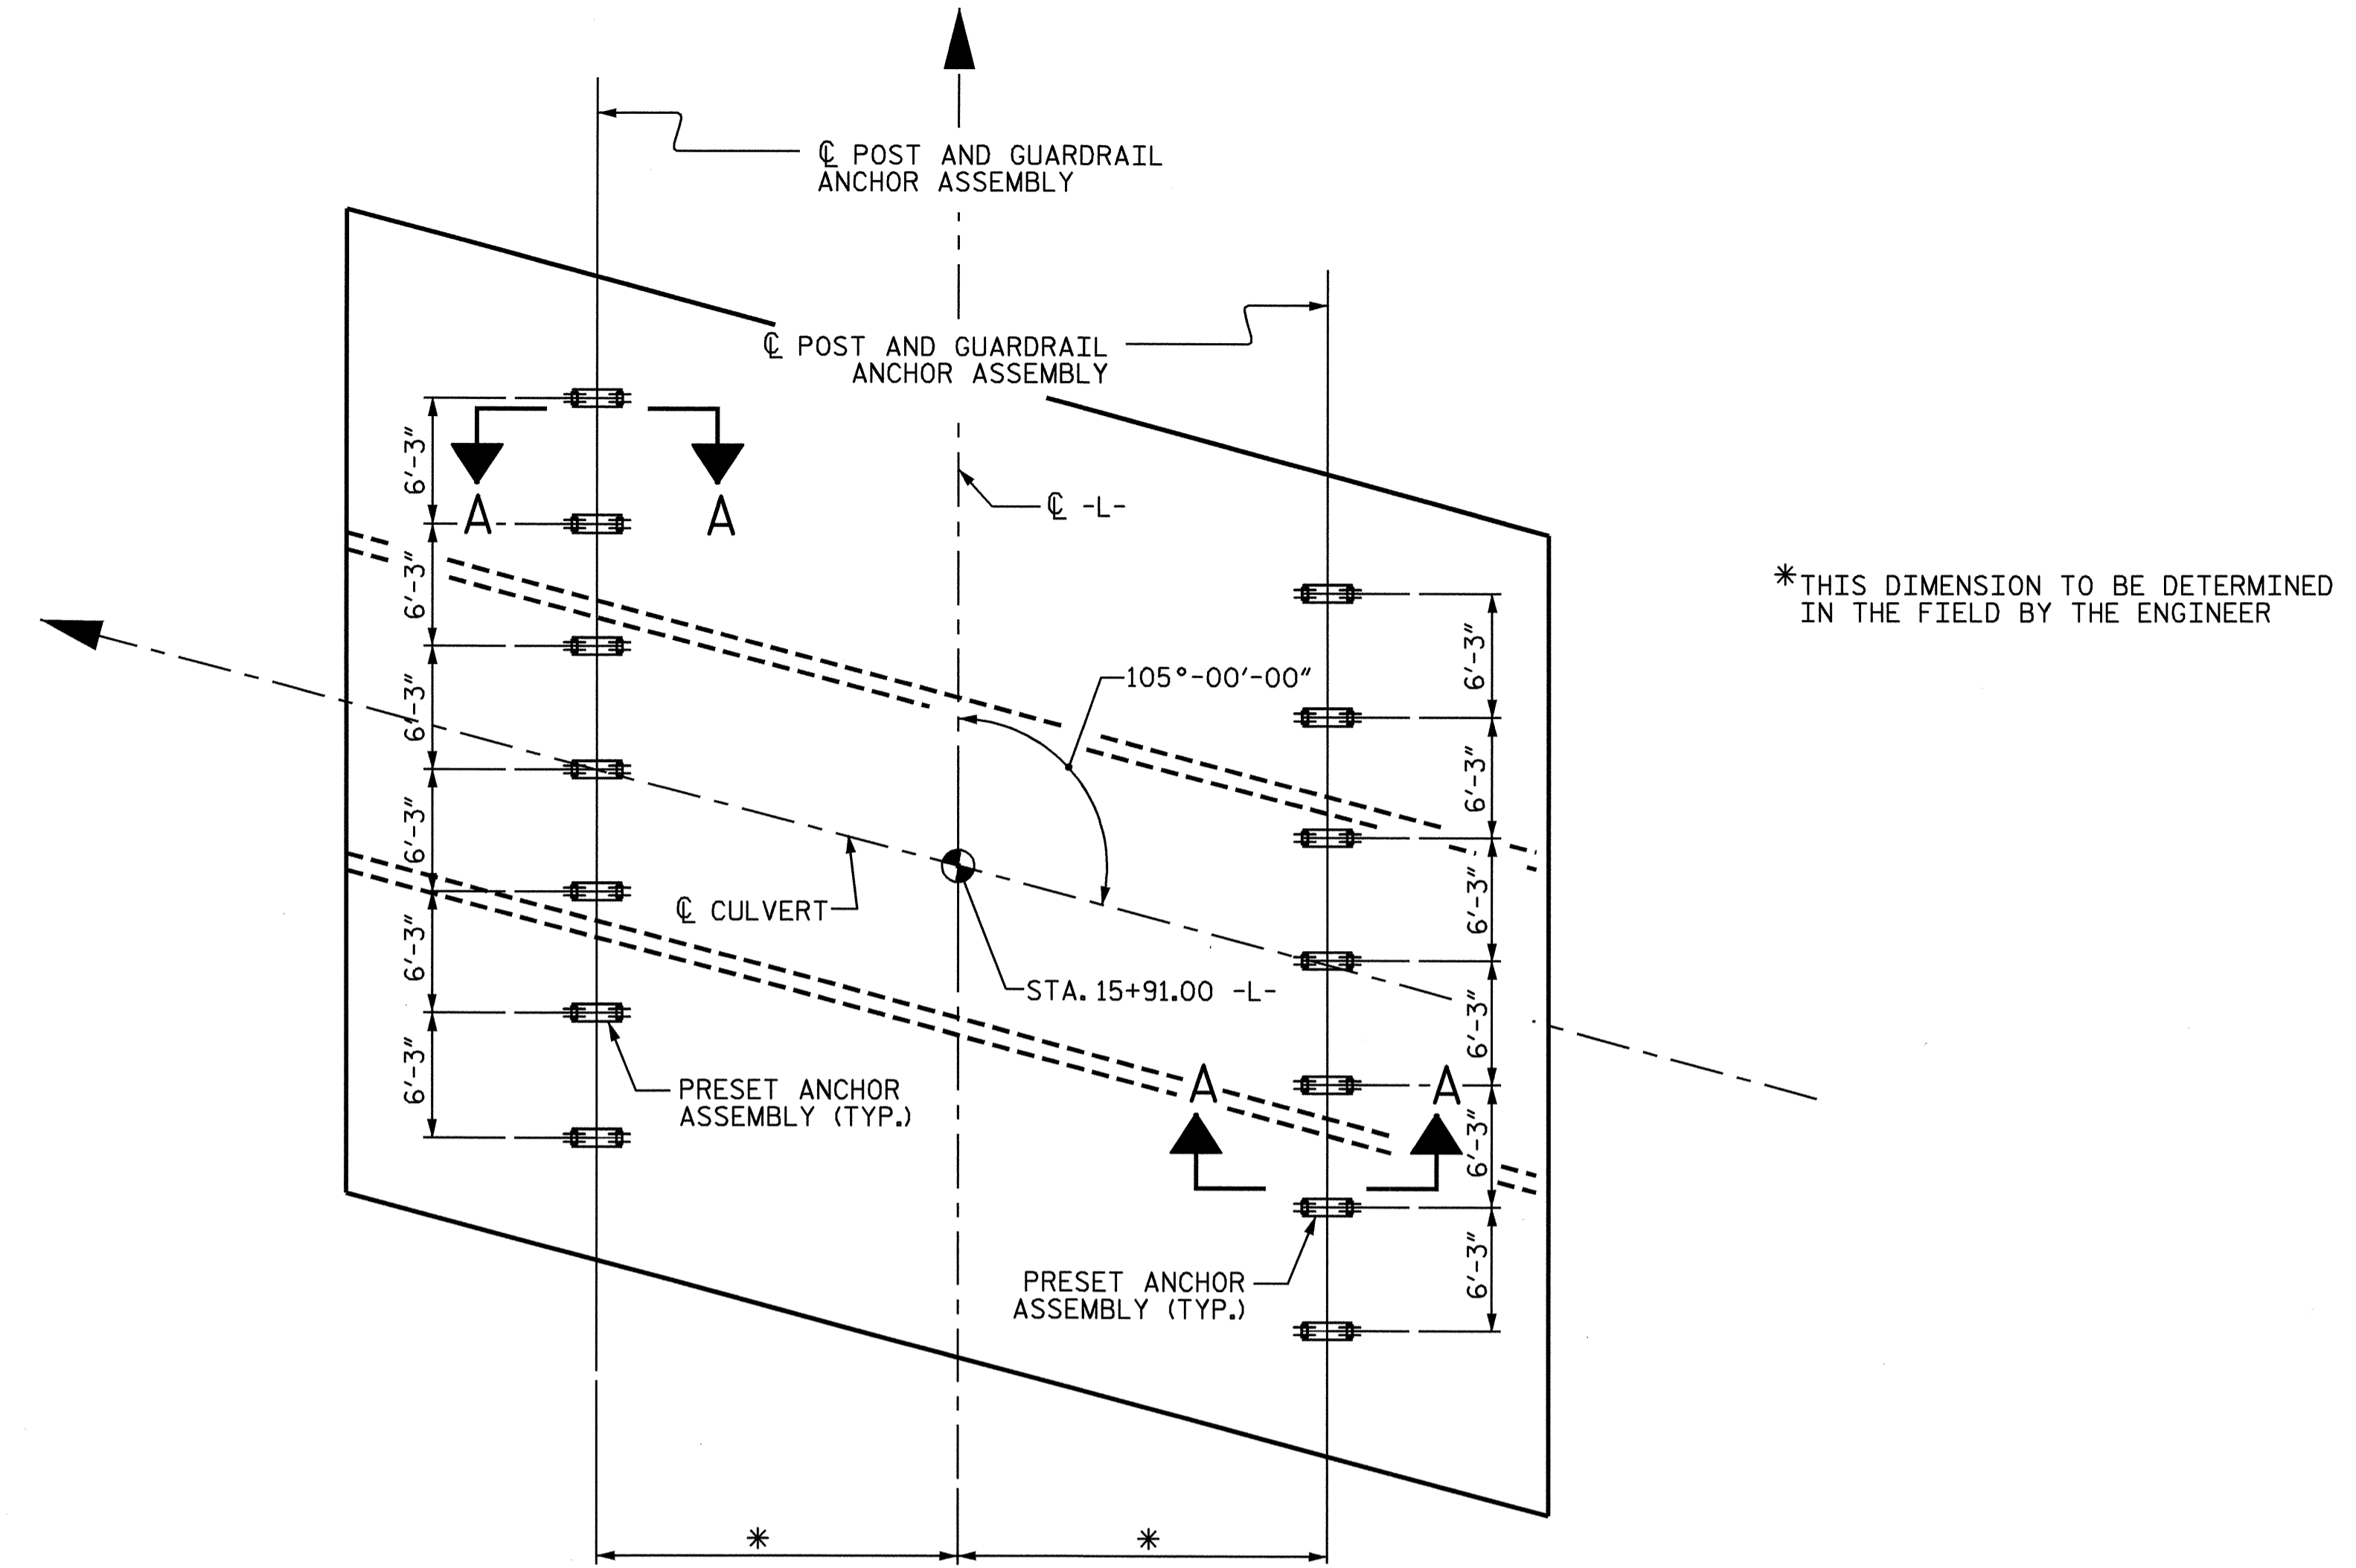 ℄ POST AND GUARDRAIL
ANCHOR ASSEMBLY
℄ POST AND GUARDRAIL
ANCHOR ASSEMBLY
6'-3"
A
A
℄ -L-
6'-3"
*THIS DIMENSION TO BE DETERMINED
IN THE FIELD BY THE ENGINEER
6'-3"
6'-3"
105°-00'-00"
6'-3"
6'-3"
℄ CULVERT
6'-3"
6'-3"
STA. 15+91.00 -L-
6'-3"
6'-3"
PRESET ANCHOR
ASSEMBLY (TYP.)
A
A
6'-3"
6'-3"
PRESET ANCHOR
ASSEMBLY (TYP.)
*
*